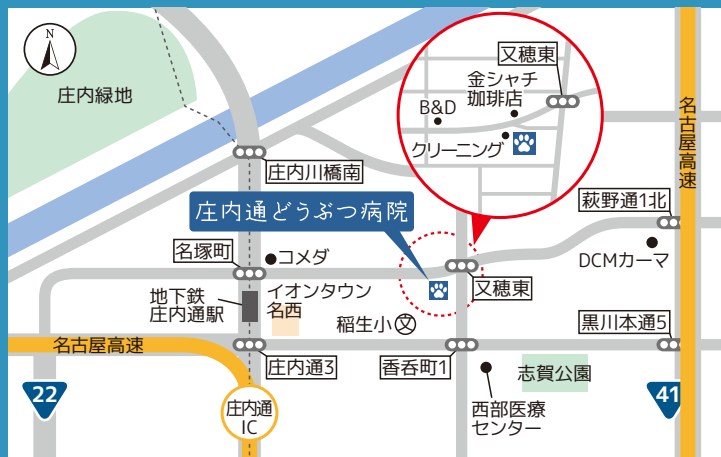 N
庄内緑地
又穂東
金シャチ
珈琲店
B&D
クリーニング
名古屋高速
庄内川橋南
庄内通どうぶつ病院
萩野通1北
名塚町
コメダ
DCMカーマ
地下鉄
庄内通駅
イオンタウン
名西
又穂東
稲生小
文
黒川本通5
名古屋高速
庄内通3
香呑町1
志賀公園
22
庄内通
IC
西部医療
センター
41